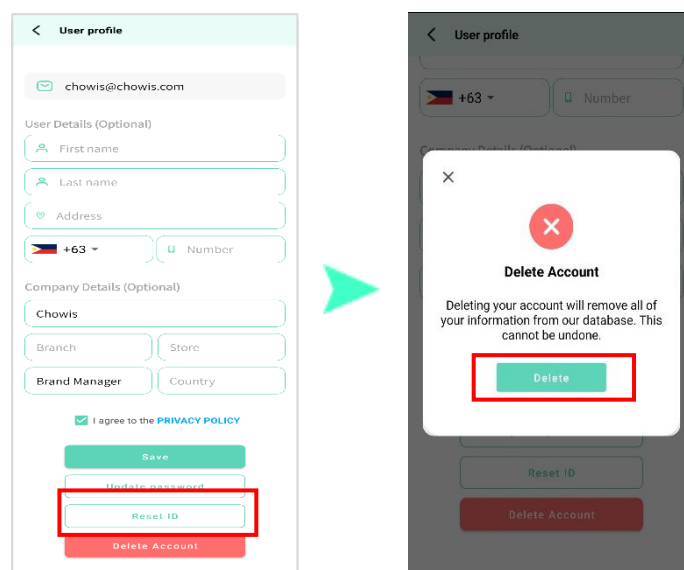 User profile
chowis@chowis.com
User Details (Optional)
First name
Last name
Address
+63
Number
Company Details (Optional)
Chowis
Branch
Store
Brand Manager
Country
I agree to the PRIVACY POLICY
Save
Update password
Reset ID
Delete Account
User profile
+63
Number
Company Details (Optional)
Delete Account
Deleting your account will remove all of
your information from our database. This
cannot be undone.
Delete
Reset ID
Delete Account